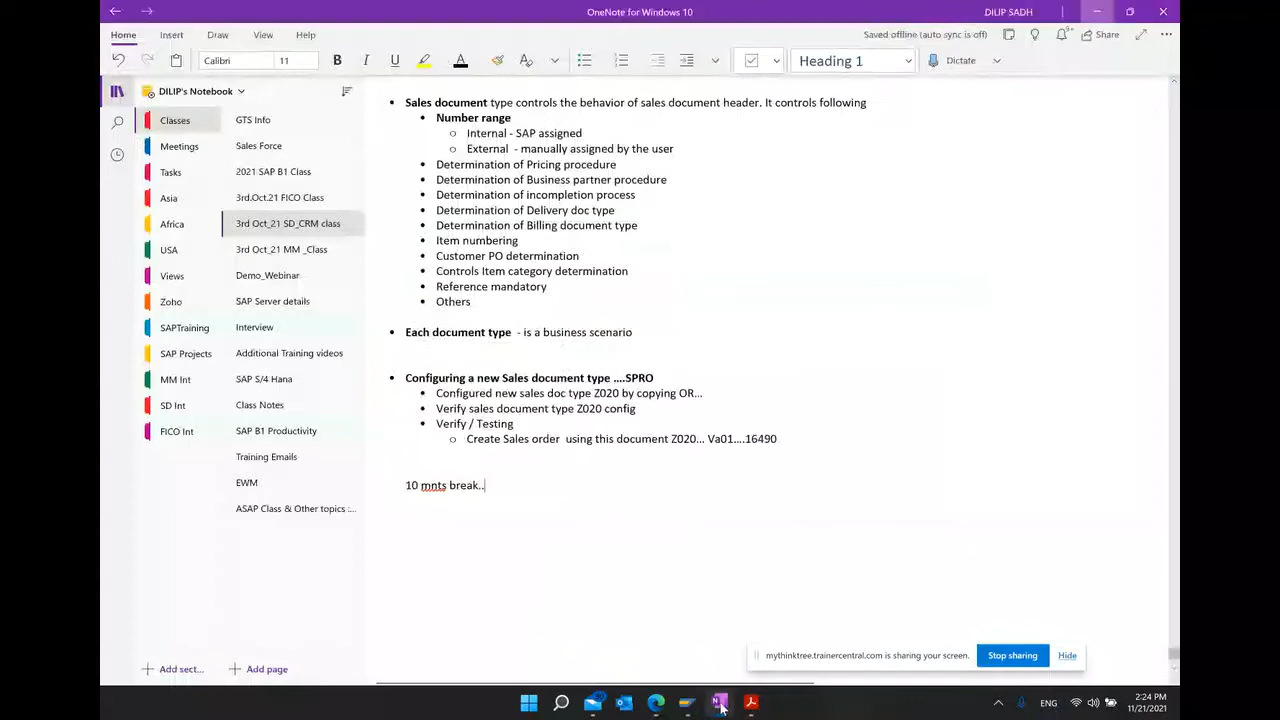 OneNote for Windows 10
DILIP SADH
Home Insert Draw View Help
Saved offline (auto sync is off)
Share
Calibri 11
B I U A
Heading 1
Dictate
DILIP's Notebook
Classes
Meetings
Tasks
Asia
Africa
USA
Views
Zoho
SAPTraining
SAP Projects
MM Int
SD Int
FICO Int
GTS Info
Sales Force
2021 SAP B1 Class
3rd.Oct.21 FICO Class
3rd Oct_21 SD_CRM class
3rd Oct_21 MM _Class
Demo_Webinar
SAP Server details
Interview
Additional Training videos
SAP S/4 Hana
Class Notes
SAP B1 Productivity
Training Emails
EWM
ASAP Class & Other topics :...
Sales document type controls the behavior of sales document header. It controls following
Number range
Internal - SAP assigned
External - manually assigned by the user
Determination of Pricing procedure
Determination of Business partner procedure
Determination of incompletion process
Determination of Delivery doc type
Determination of Billing document type
Item numbering
Customer PO determination
Controls Item category determination
Reference mandatory
Others
Each document type - is a business scenario
Configuring a new Sales document type ....SPRO
Configured new sales doc type Z020 by copying OR...
Verify sales document type Z020 config
Verify / Testing
Create Sales order using this document Z020... Va01....16490
10 mnts break..
Add sect...
Add page
mythinktree.trainercentral.com is sharing your screen.
Stop sharing
Hide
ENG
2:24 PM
11/21/2021